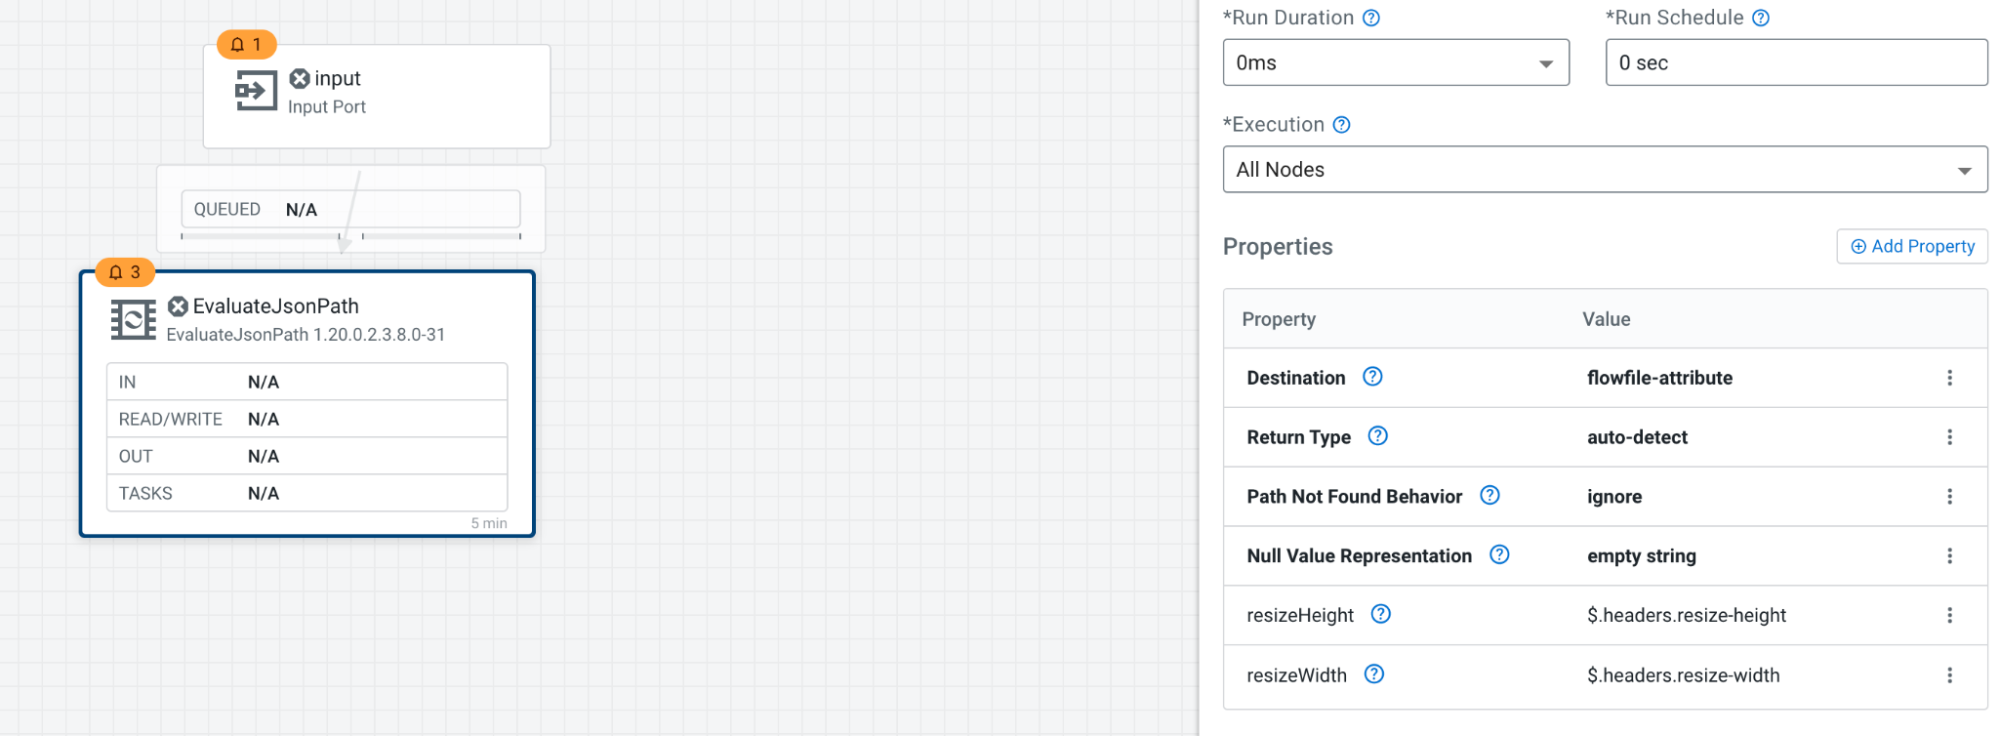 1
input
Input Port
QUEUED N/A
3
EvaluateJsonPath
EvaluateJsonPath 1.20.0.2.3.8.0-31
IN N/A
READ/WRITE N/A
OUT N/A
TASKS N/A
5 min
*Run Duration ? *Run Schedule ?
0ms 0 sec
*Execution ?
All Nodes
Properties Add Property
Property Value
Destination ? flowfile-attribute
Return Type ? auto-detect
Path Not Found Behavior ? ignore
Null Value Representation ? empty string
resizeHeight ? $.headers.resize-height
resizeWidth ? $.headers.resize-width